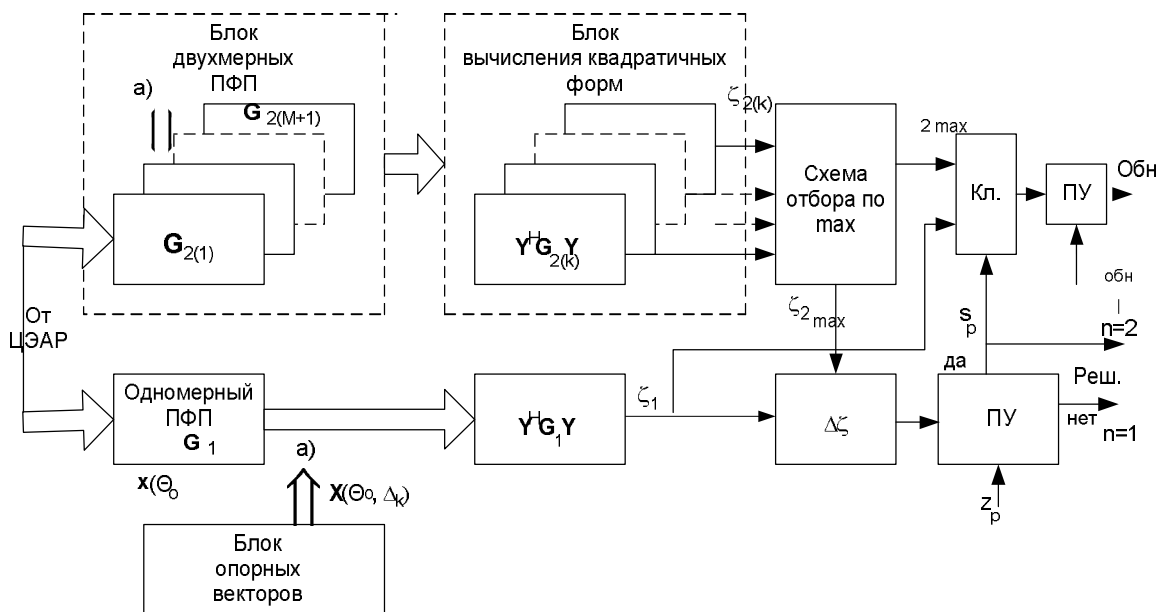 Блок
двухмерных
ПФП
а)
G 2(M+1)
G2(1)
Блок
вычисления квадратичных
форм
YHG2(k)Y
ζ2(k)
Схема
отбора по
max
2 max
Кл.
ПУ
Обн
обн
ζ2 max
sp
n=2
От
ЦЭАР
Одномерный
ПФП
G 1
YHG1Y
ζ1
Δζ
да
ПУ
Реш.
нет
n=1
а)
x(Θo
X(Θo, Δk)
zp
Блок
опорных
векторов